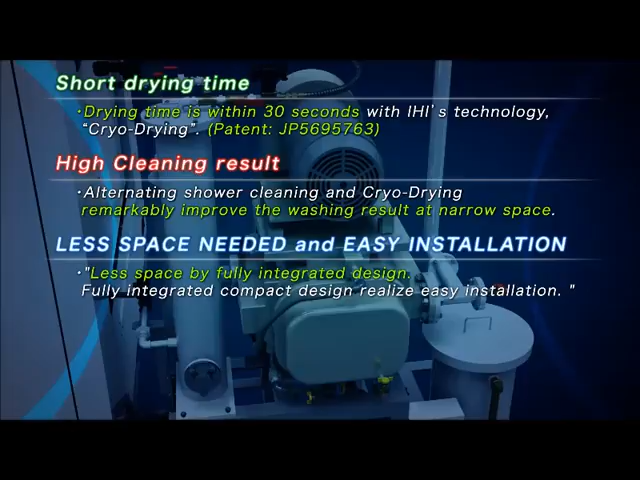 Short drying time
・Drying time is within 30 seconds with IHI's technology,
"Cryo-Drying". (Patent: JP5695763)
High Cleaning result
・Alternating shower cleaning and Cryo-Drying
remarkably improve the washing result at narrow space.
LESS SPACE NEEDED and EASY INSTALLATION
・"Less space by fully integrated design.
Fully integrated compact design realize easy installation. "